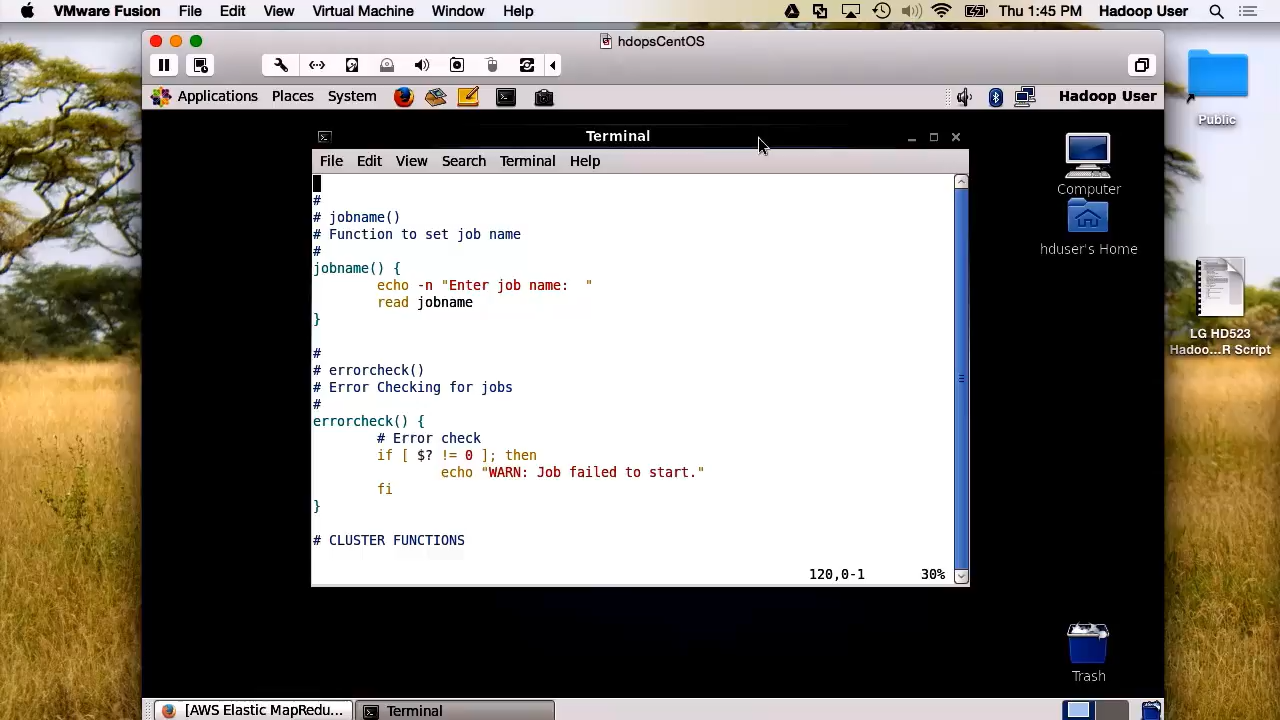 VMware Fusion File Edit View Virtual Machine Window Help Thu 1:45 PM Hadoop User
hdopsCentOS
Applications Places System Hadoop User
Public
Terminal
File Edit View Search Terminal Help
#
# jobname()
# Function to set job name
#
jobname() {
echo -n "Enter job name:  "
read jobname
}
#
# errorcheck()
# Error Checking for jobs
#
errorcheck() {
# Error check
if [ $? != 0 ]; then
echo "WARN: Job failed to start."
fi
}
# CLUSTER FUNCTIONS
120,0-1 30%
Computer
hduser's Home
LG HD523
Hadoo...R Script
Trash
[AWS Elastic MapRedu... Terminal